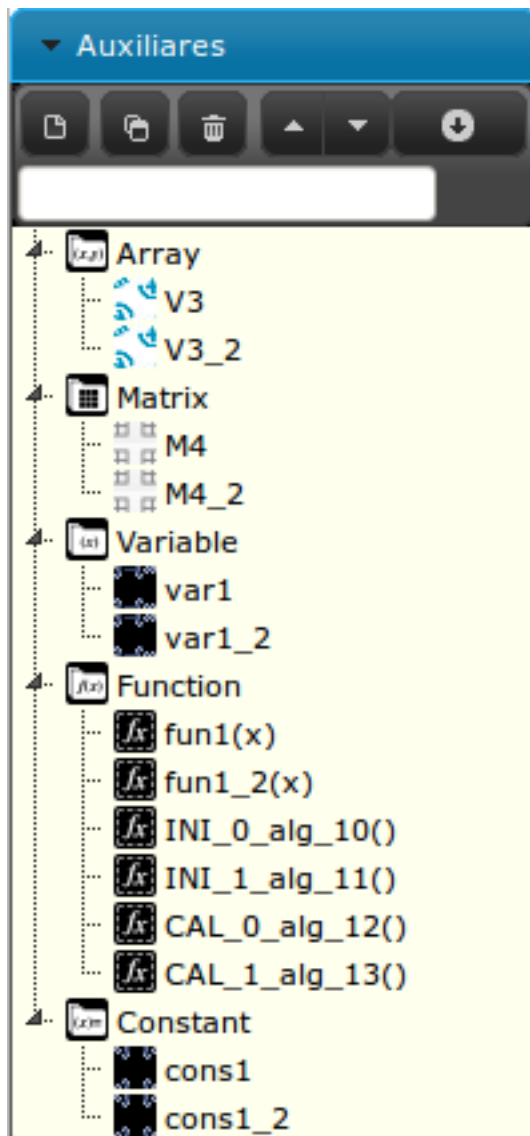 Auxiliares
Array
V3
V3_2
Matrix
M4
M4_2
Variable
var1
var1_2
Function
fun1(x)
fun1_2(x)
INI_0_alg_10()
INI_1_alg_11()
CAL_0_alg_12()
CAL_1_alg_13()
Constant
cons1
cons1_2